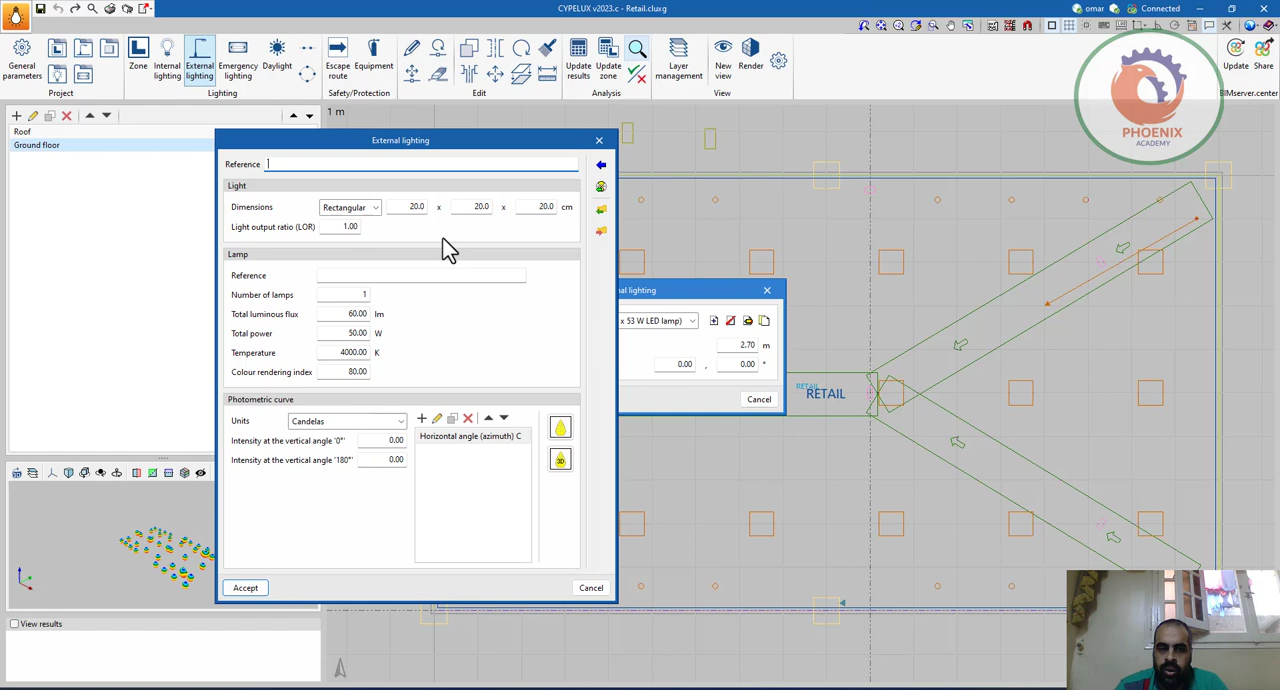 CYPELUX v2023.c - Retail.cluxg
omar
Connected
General parameters
Zone
Internal lighting
External lighting
Emergency lighting
Daylight
Escape route
Equipment
Update results
Update zone
Layer management
New view
Render
Update
Share
Project
Lighting
Safety/Protection
Edit
Analysis
View
BIMserver.center
PHOENIX
ACADEMY
Roof
Ground floor
1 m
External lighting
Reference
Light
Dimensions Rectangular 20.0 x 20.0 x 20.0 cm
Light output ratio (LOR) 1.00
Lamp
Reference
Number of lamps 1
Total luminous flux 60.00 lm
Total power 50.00 W
Temperature 4000.00 K
Colour rendering index 80.00
Photometric curve
Units Candelas
Intensity at the vertical angle '0°' 0.00
Intensity at the vertical angle '180°' 0.00
Horizontal angle (azimuth) C
3D
Accept
Cancel
nal lighting
x 53 W LED lamp)
2.70 m
0.00 , 0.00 °
Cancel
RETAIL
RETAIL
View results